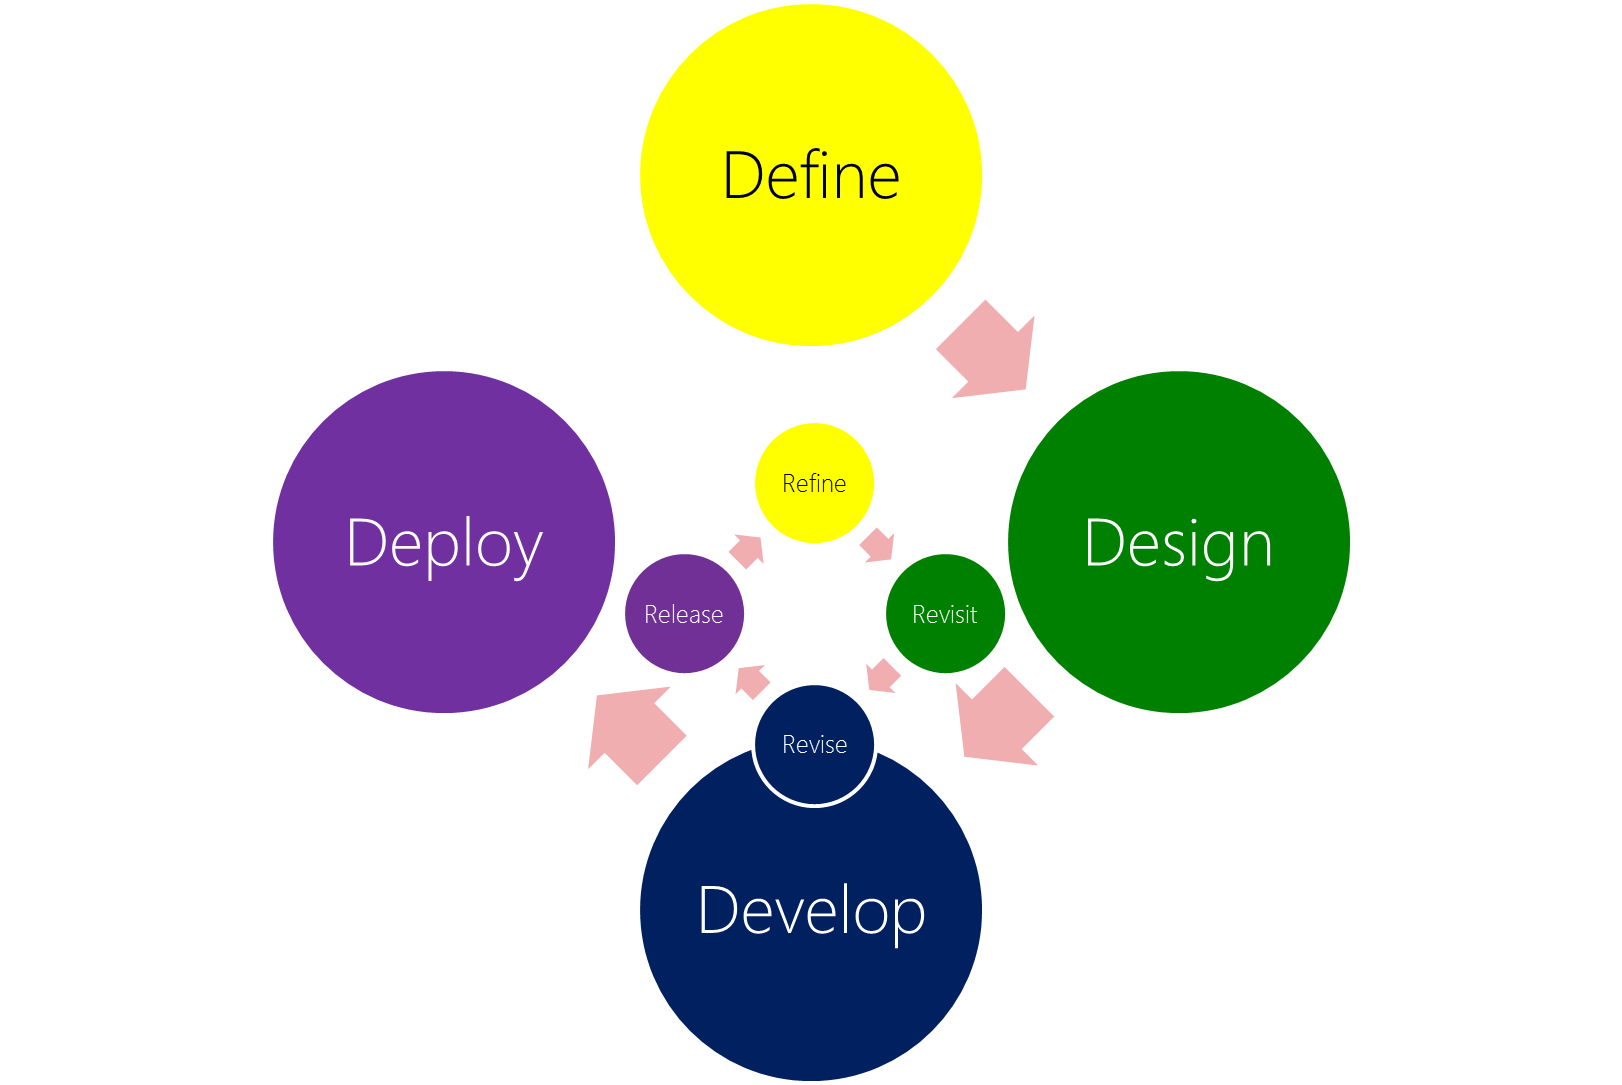 Define
Refine
Deploy
Design
Release
Revisit
Revise
Develop